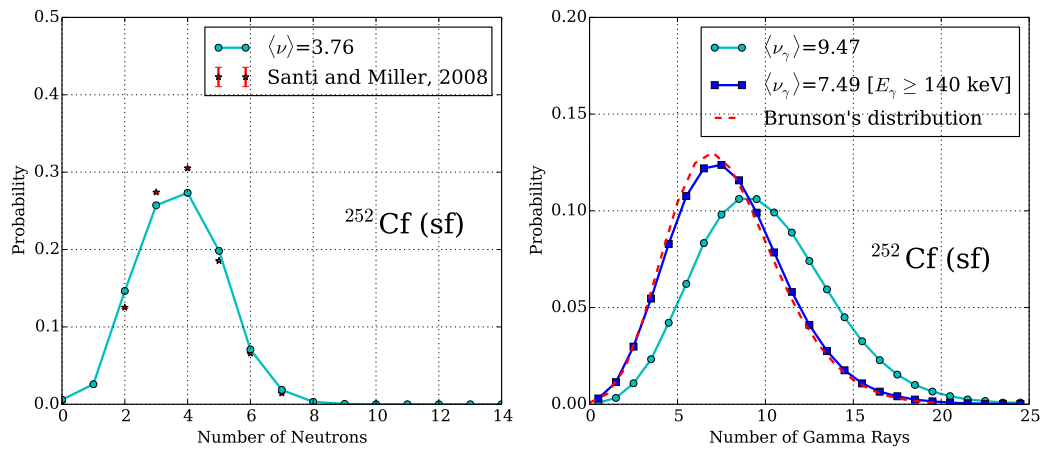 0.5
0.4
0.3
0.2
0.1
0.0
Probability
⟨ν⟩=3.76
Santi and Miller, 2008
²⁵²Cf (sf)
0 2 4 6 8 10 12 14
Number of Neutrons
0.20
0.15
0.10
0.05
0.00
Probability
⟨ν_γ⟩=9.47
⟨ν_γ⟩=7.49 [E_γ ≥ 140 keV]
Brunson's distribution
²⁵²Cf (sf)
0 5 10 15 20 25
Number of Gamma Rays